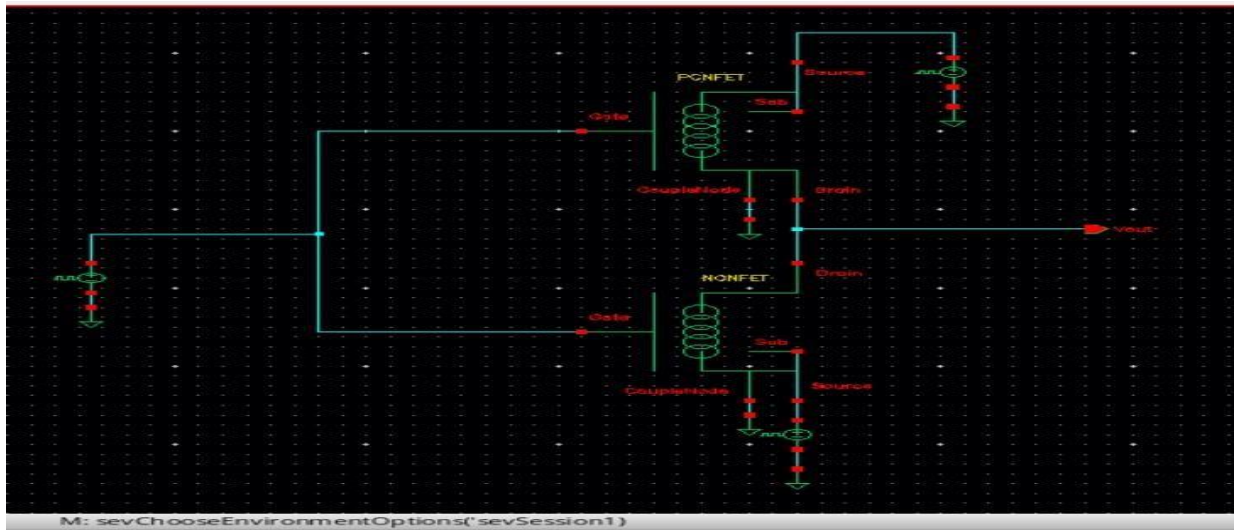 PCNFET
Source
Sub
Gate
CoupleNode
Drain
Vout
Drain
NCNFET
Gate
Sub
Source
CoupleNode
M: sevChooseEnvironmentOptions('sevSession1)